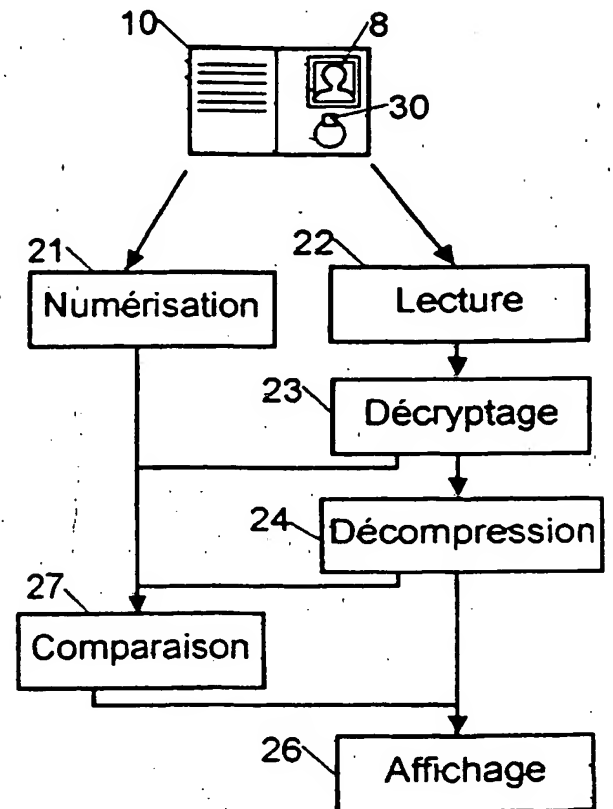 10
8
30
21
22
Numérisation
Lecture
23
Décryptage
24
Décompression
27
Comparaison
26
Affichage